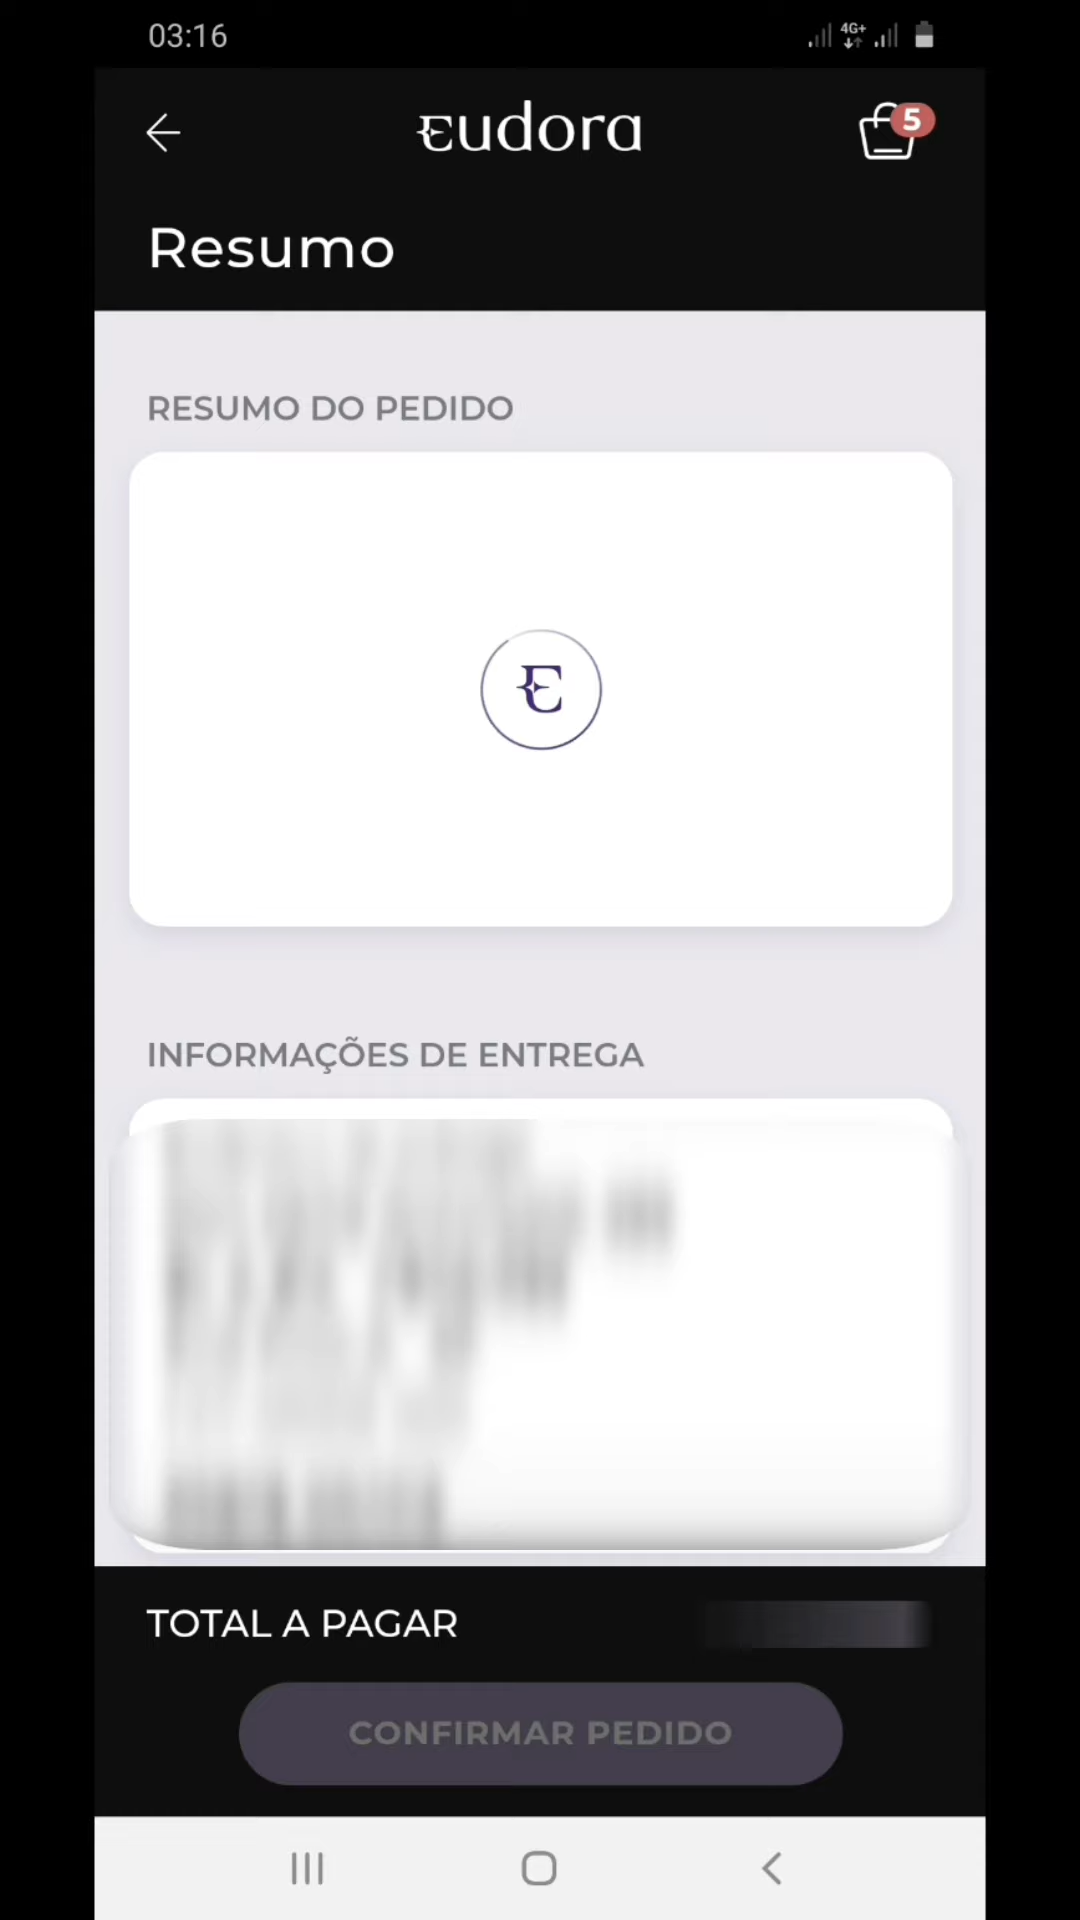 03:16
4G+
eudora
5
Resumo
RESUMO DO PEDIDO
E
INFORMAÇÕES DE ENTREGA
TOTAL A PAGAR
CONFIRMAR PEDIDO